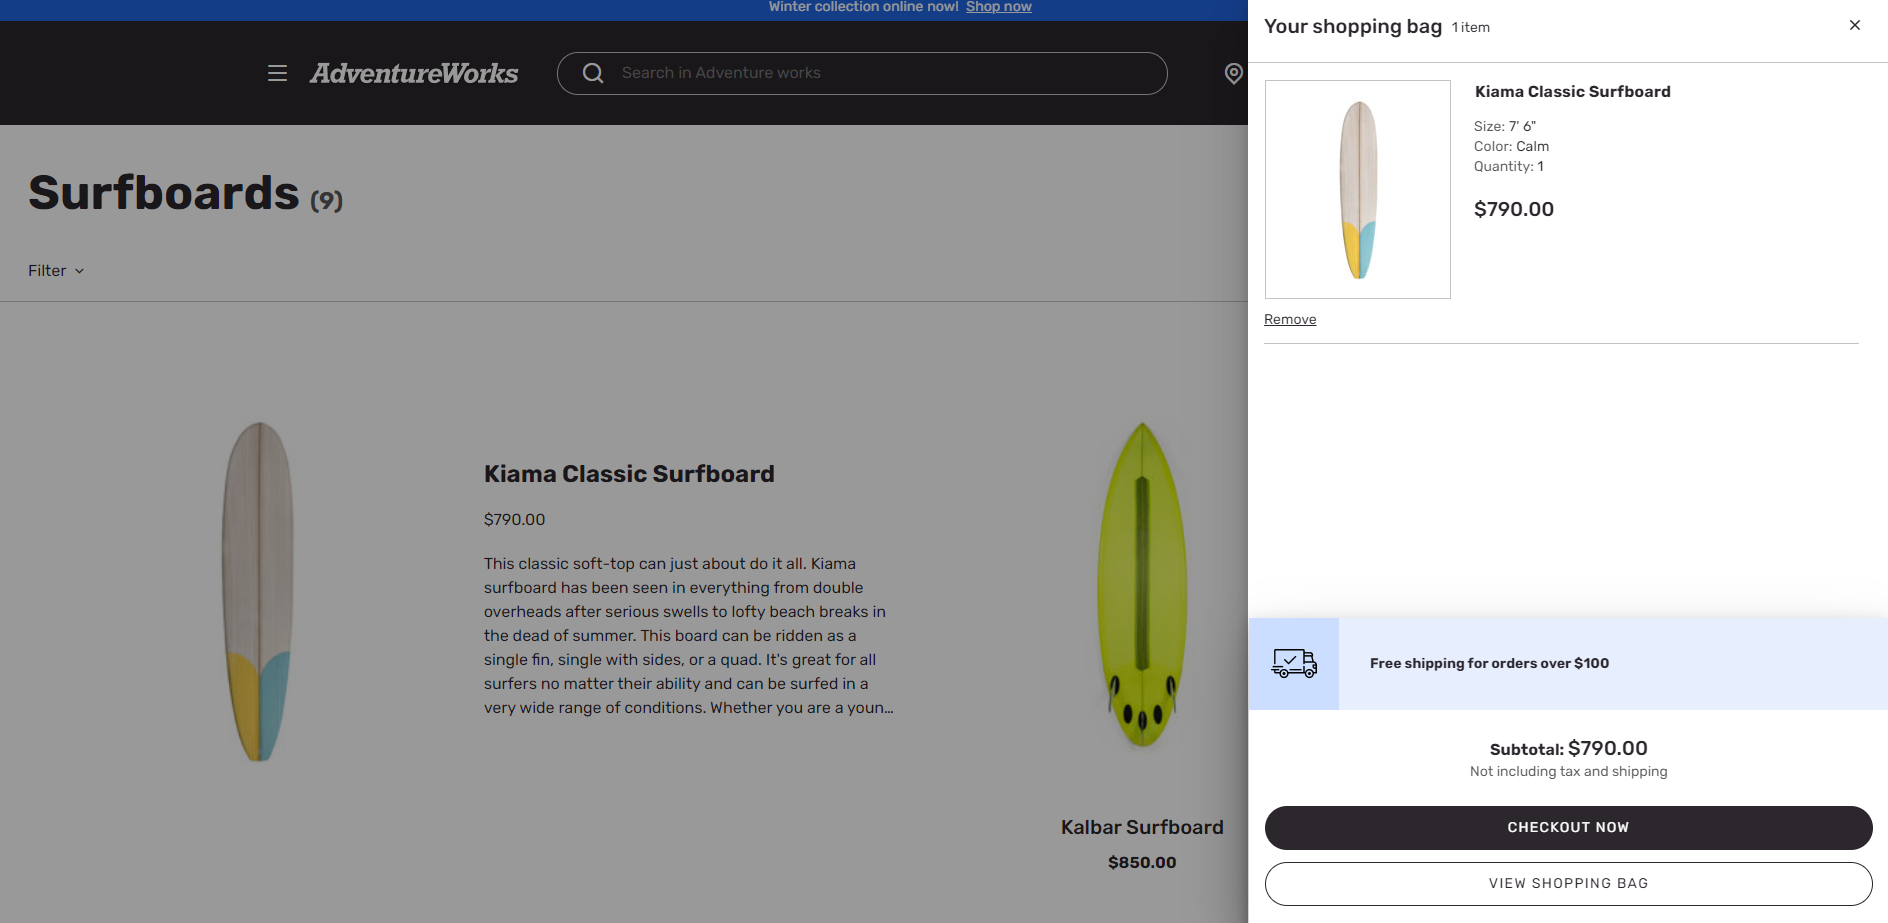 Winter collection online now! Shop now
AdventureWorks
Search in Adventure works
Surfboards (9)
Filter
Kiama Classic Surfboard
$790.00
This classic soft-top can just about do it all. Kiama
surfboard has been seen in everything from double
overheads after serious swells to lofty beach breaks in
the dead of summer. This board can be ridden as a
single fin, single with sides, or a quad. It's great for all
surfers no matter their ability and can be surfed in a
very wide range of conditions. Whether you are a youn...
Kalbar Surfboard
$850.00
Your shopping bag 1 item
Kiama Classic Surfboard
Size: 7' 6"
Color: Calm
Quantity: 1
$790.00
Remove
Free shipping for orders over $100
Subtotal: $790.00
Not including tax and shipping
CHECKOUT NOW
VIEW SHOPPING BAG